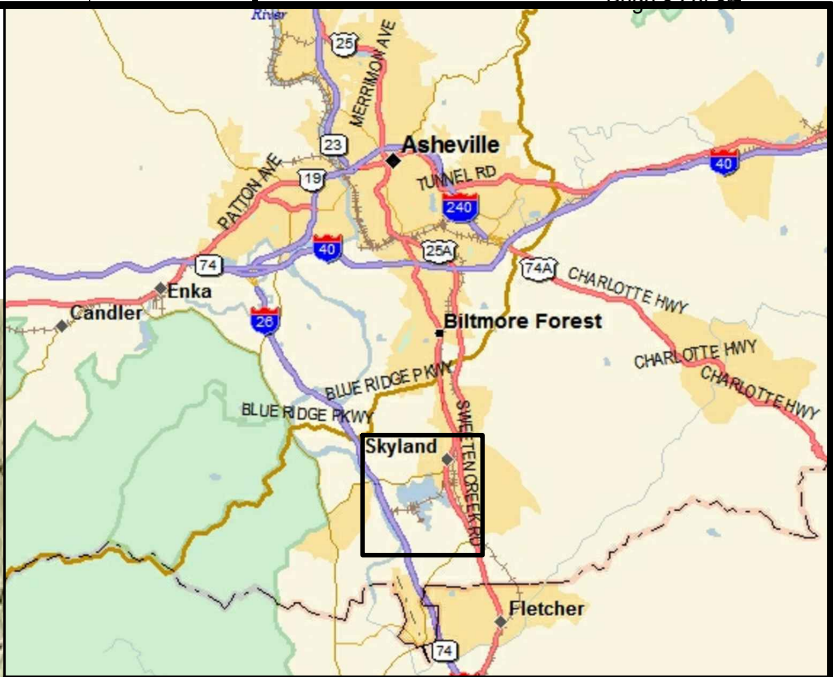 River
25
MERRIMON AVE
23
Asheville
40
PATTON AVE
19
TUNNEL RD
240
40
25A
74
74A
CHARLOTTE HWY
Enka
Candler
26
Biltmore Forest
CHARLOTTE HWY
BLUE RIDGE PKWY
CHARLOTTE HWY
BLUE RIDGE PKWY
SWEETEN CREEK RD
Skyland
Fletcher
74